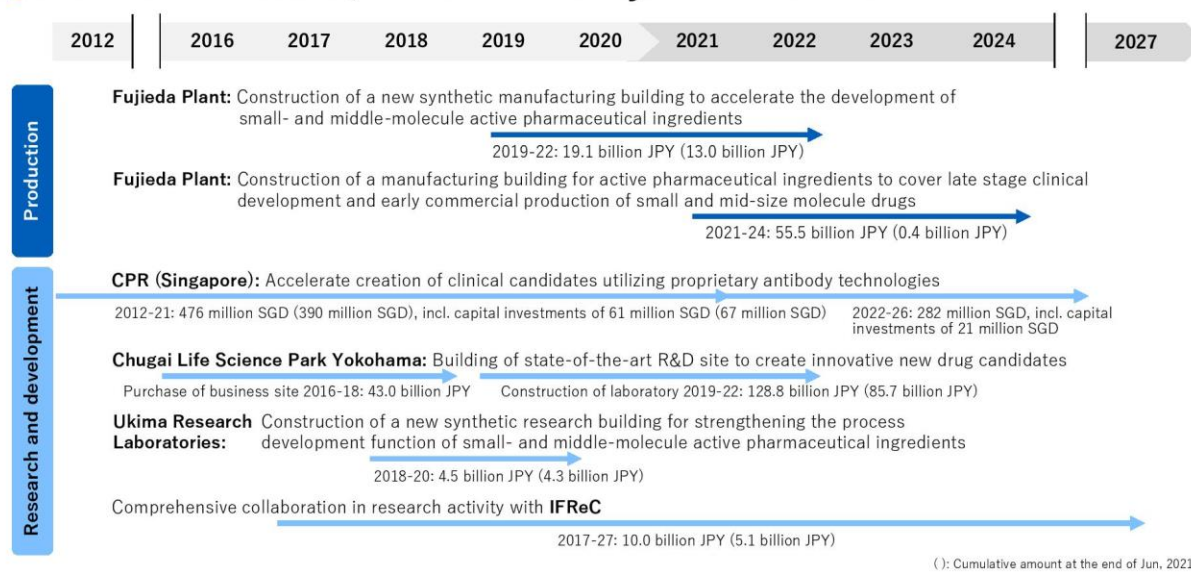 2012 2016 2017 2018 2019 2020 2021 2022 2023 2024 2027
Production
Fujieda Plant: Construction of a new synthetic manufacturing building to accelerate the development of
small- and middle-molecule active pharmaceutical ingredients
2019-22: 19.1 billion JPY (13.0 billion JPY)
Fujieda Plant: Construction of a manufacturing building for active pharmaceutical ingredients to cover late stage clinical
development and early commercial production of small and mid-size molecule drugs
2021-24: 55.5 billion JPY (0.4 billion JPY)
Research and development
CPR (Singapore): Accelerate creation of clinical candidates utilizing proprietary antibody technologies
2012-21: 476 million SGD (390 million SGD), incl. capital investments of 61 million SGD (67 million SGD)
2022-26: 282 million SGD, incl. capital
investments of 21 million SGD
Chugai Life Science Park Yokohama: Building of state-of-the-art R&D site to create innovative new drug candidates
Purchase of business site 2016-18: 43.0 billion JPY
Construction of laboratory 2019-22: 128.8 billion JPY (85.7 billion JPY)
Ukima Research Construction of a new synthetic research building for strengthening the process
Laboratories: development function of small- and middle-molecule active pharmaceutical ingredients
2018-20: 4.5 billion JPY (4.3 billion JPY)
Comprehensive collaboration in research activity with IFReC
2017-27: 10.0 billion JPY (5.1 billion JPY)
( ): Cumulative amount at the end of Jun, 2021